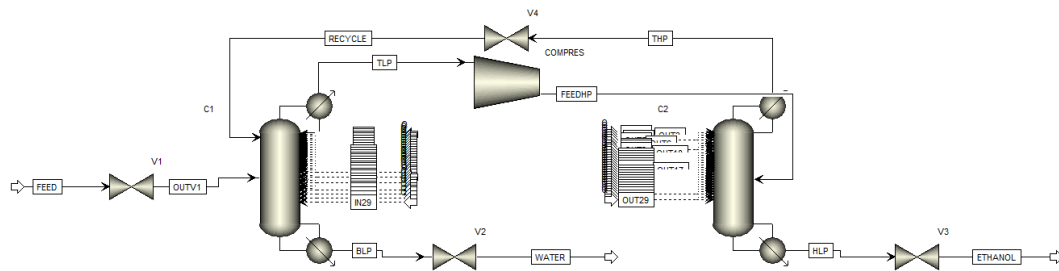 V4
RECYCLE
THP
COMPRES
TLP
FEEDHP
C1
C2
V1
FEED
OUTV1
IN29
OUT29
V2
V3
BLP
WATER
HLP
ETHANOL